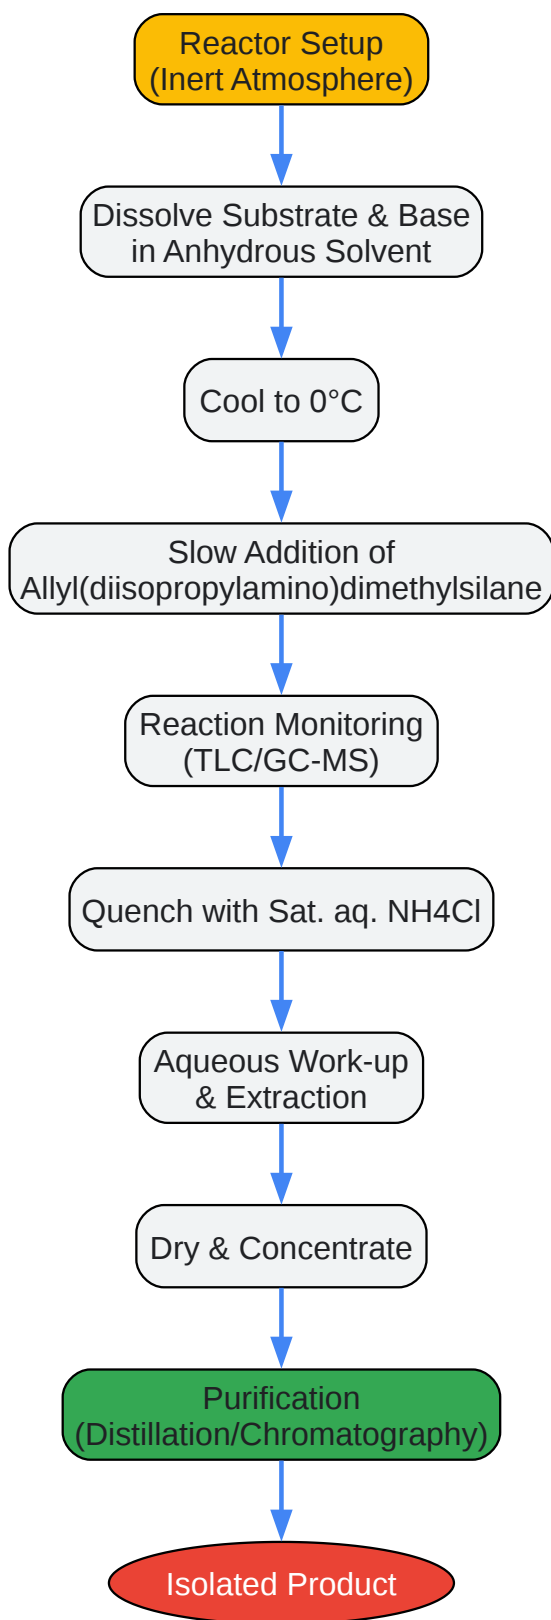 Reactor Setup
(Inert Atmosphere)
Dissolve Substrate & Base
in Anhydrous Solvent
Cool to 0°C
Slow Addition of
Allyl(diisopropylamino)dimethylsilane
Reaction Monitoring
(TLC/GC-MS)
Quench with Sat. aq. NH4Cl
Aqueous Work-up
& Extraction
Dry & Concentrate
Purification
(Distillation/Chromatography)
Isolated Product